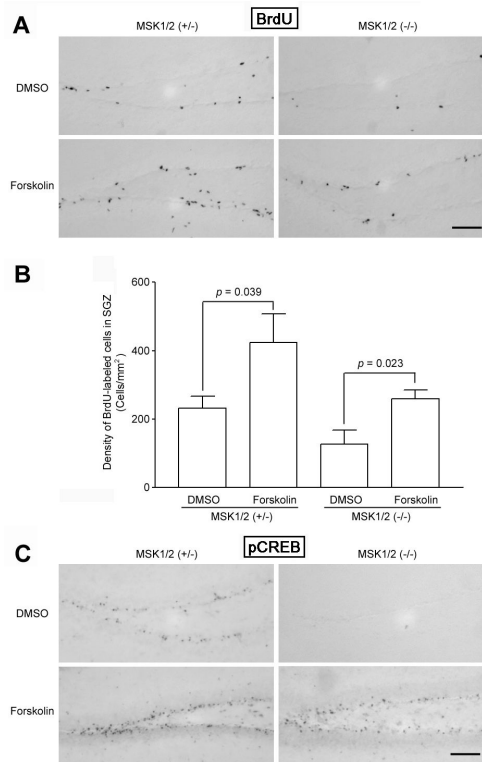 A
BrdU
MSK1/2 (+/-)
MSK1/2 (-/-)
DMSO
Forskolin
B
Density of BrdU-labeled cells in SGZ
(Cells/mm²)
600
400
200
0
p = 0.039
p = 0.023
DMSO
Forskolin
DMSO
Forskolin
MSK1/2 (+/-)
MSK1/2 (-/-)
C
pCREB
MSK1/2 (+/-)
MSK1/2 (-/-)
DMSO
Forskolin